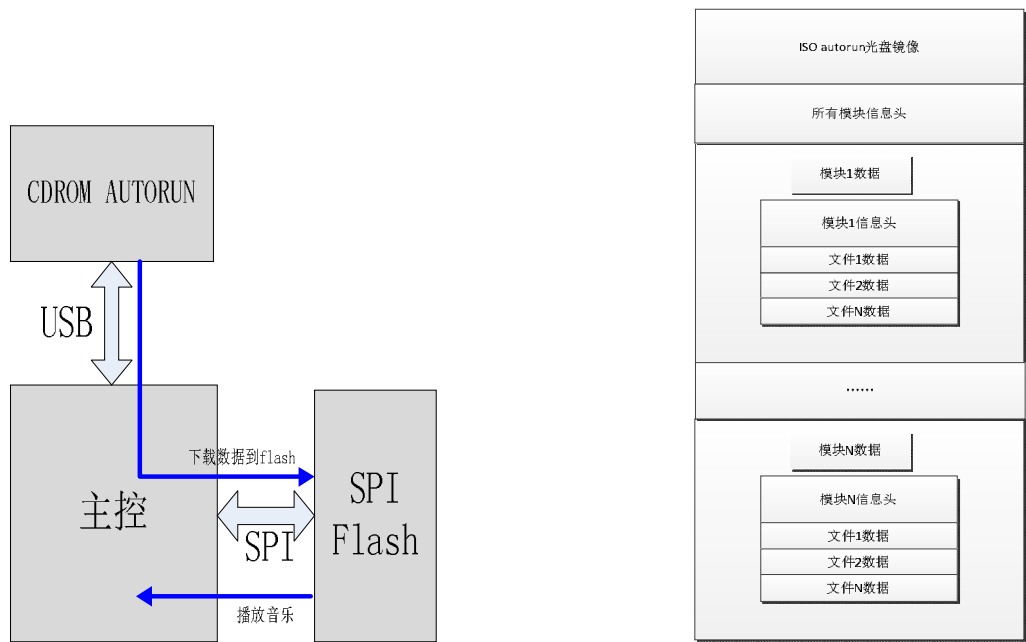 CDROM AUTORUN
USB
下载数据到flash
主控
SPI
Flash
SPI
播放音乐
ISO autorun光盘镜像
所有模块信息头
模块1数据
模块1信息头
文件1数据
文件2数据
文件N数据
……
模块N数据
模块N信息头
文件1数据
文件2数据
文件N数据